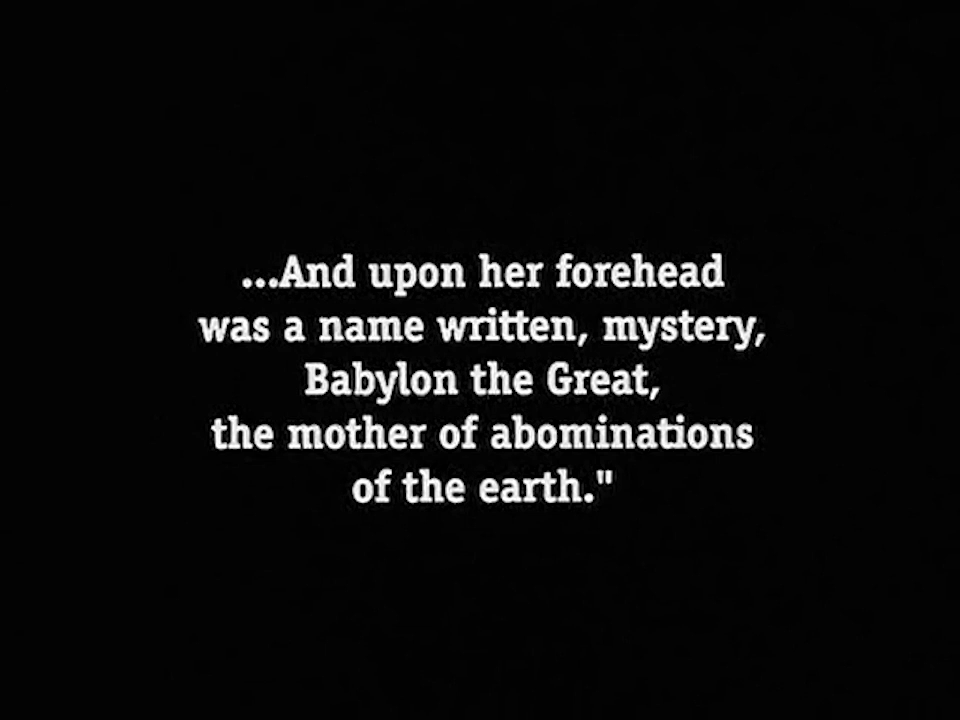 ...And upon her forehead
was a name written, mystery,
Babylon the Great,
the mother of abominations
of the earth."